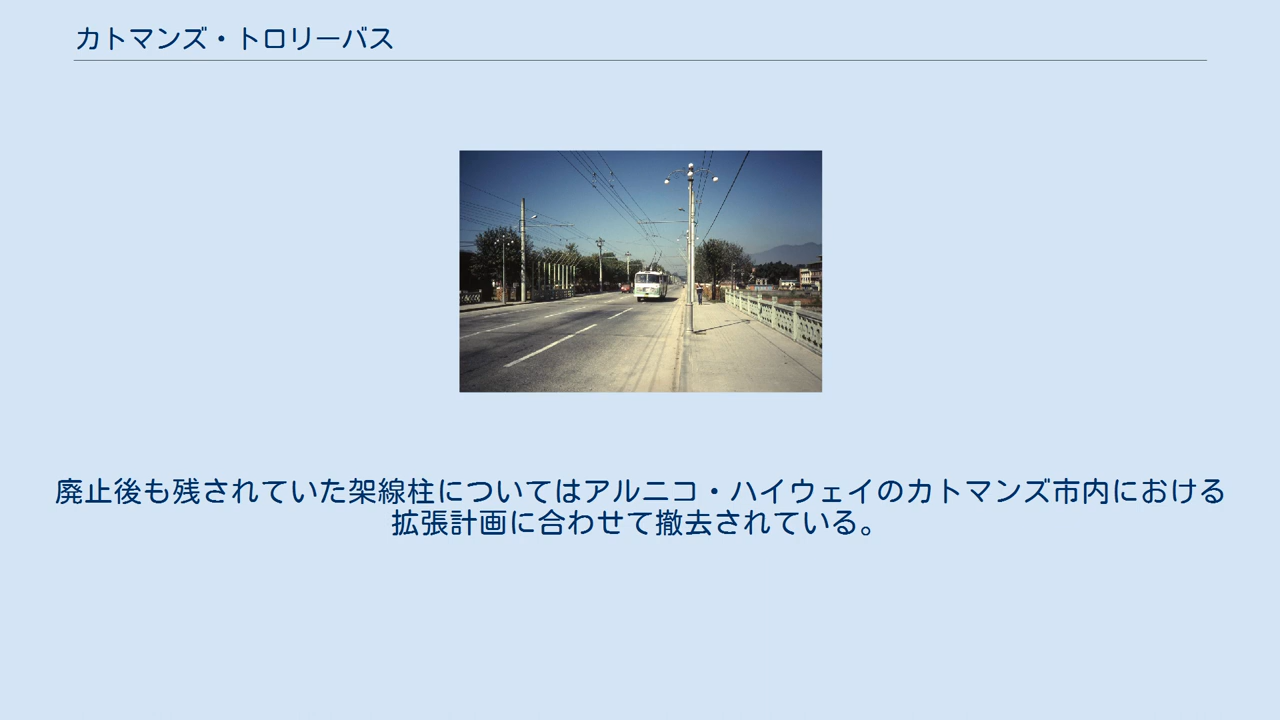 カトマンズ・トロリーバス
廃止後も残されていた架線柱についてはアルニコ・ハイウェイのカトマンズ市内における
拡張計画に合わせて撤去されている。